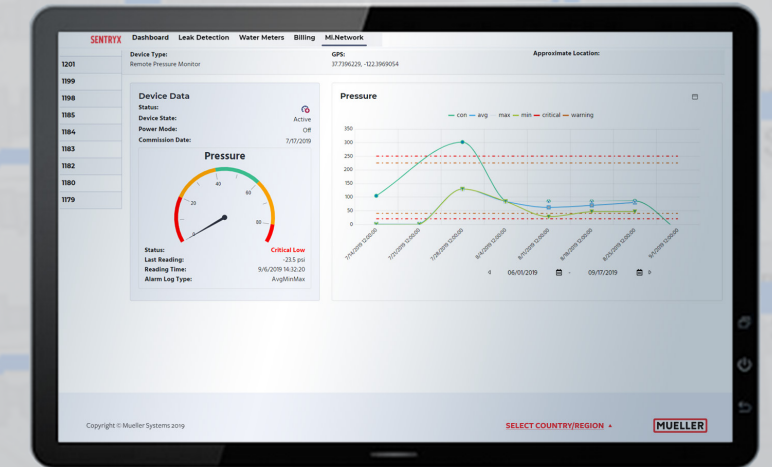 SENTRYX Dashboard Leak Detection Water Meters Billing Mi.Network
Device Type: GPS: Approximate Location:
Remote Pressure Monitor 37.7396229, -122.3969054
1201
1199
1198
1185
1184
1183
1182
1180
1179
Device Data
Status:
Device State: Active
Power Mode: Off
Commission Date: 7/17/2019
Pressure
0
20
40
60
80
Status: Critical Low
Last Reading: -23.5 psi
Reading Time: 9/6/2019 14:32:20
Alarm Log Type: AvgMinMax
Pressure
con avg max min critical warning
350
300
250
200
150
100
50
0
7/14/2019 12:00:00
7/21/2019 12:00:00
7/28/2019 12:00:00
8/4/2019 12:00:00
8/11/2019 12:00:00
8/18/2019 12:00:00
8/25/2019 12:00:00
9/1/2019 12:00:00
06/01/2019 - 09/17/2019
Copyright © Mueller Systems 2019
SELECT COUNTRY/REGION
MUELLER